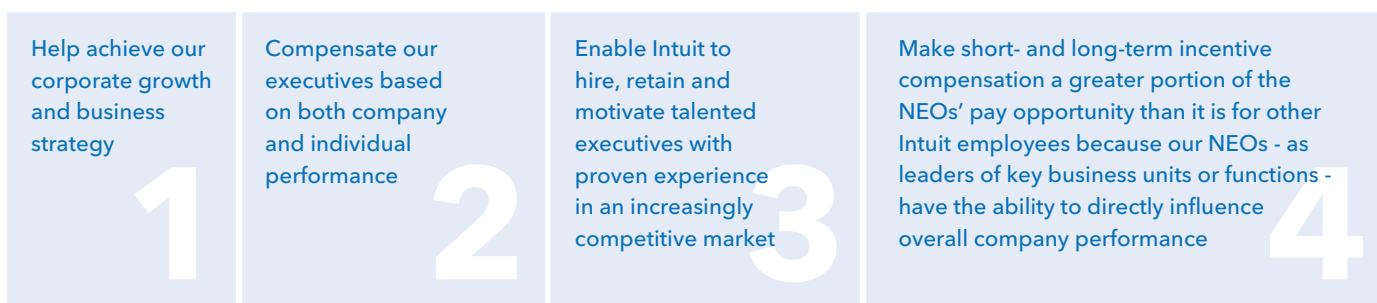 Help achieve our
corporate growth
and business
strategy
1
Compensate our
executives based
on both company
and individual
performance
2
Enable Intuit to
hire, retain and
motivate talented
executives with
proven experience
in an increasingly
competitive market
3
Make short- and long-term incentive
compensation a greater portion of the
NEOs’ pay opportunity than it is for other
Intuit employees because our NEOs - as
leaders of key business units or functions -
have the ability to directly influence
overall company performance
4